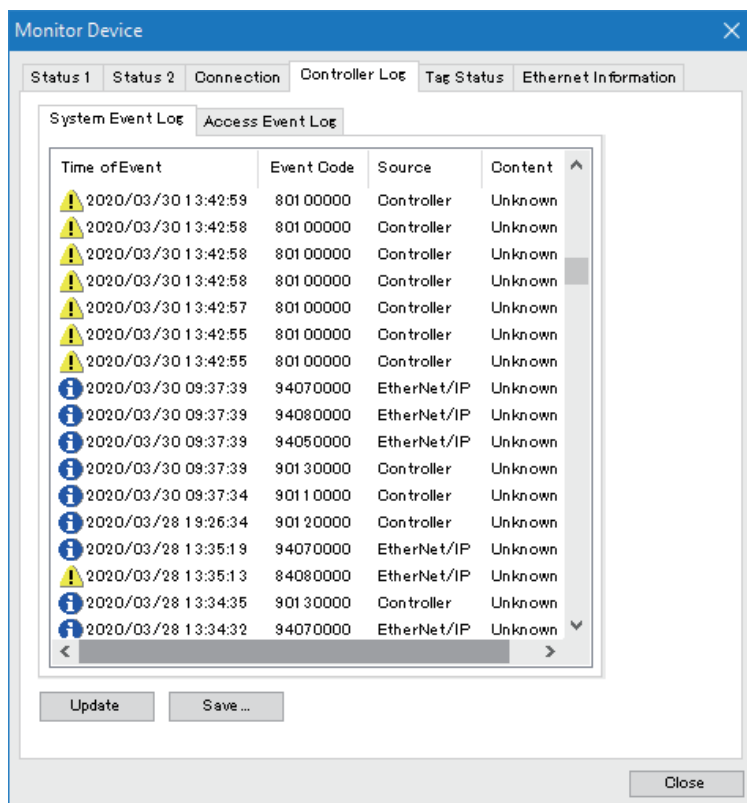 Monitor Device
Status 1 Status 2 Connection Controller Log Tag Status Ethernet Information
System Event Log Access Event Log
Time of Event Event Code Source Content
2020/03/30 13:42:59 80100000 Controller Unknown
2020/03/30 13:42:58 80100000 Controller Unknown
2020/03/30 13:42:58 80100000 Controller Unknown
2020/03/30 13:42:58 80100000 Controller Unknown
2020/03/30 13:42:57 80100000 Controller Unknown
2020/03/30 13:42:55 80100000 Controller Unknown
2020/03/30 13:42:55 80100000 Controller Unknown
2020/03/30 09:37:39 94070000 EtherNet/IP Unknown
2020/03/30 09:37:39 94080000 EtherNet/IP Unknown
2020/03/30 09:37:39 94050000 EtherNet/IP Unknown
2020/03/30 09:37:39 90130000 Controller Unknown
2020/03/30 09:37:34 90110000 Controller Unknown
2020/03/28 19:26:34 90120000 Controller Unknown
2020/03/28 13:35:19 94070000 EtherNet/IP Unknown
2020/03/28 13:35:13 84080000 EtherNet/IP Unknown
2020/03/28 13:34:35 90130000 Controller Unknown
2020/03/28 13:34:32 94070000 EtherNet/IP Unknown
Update Save ...
Close